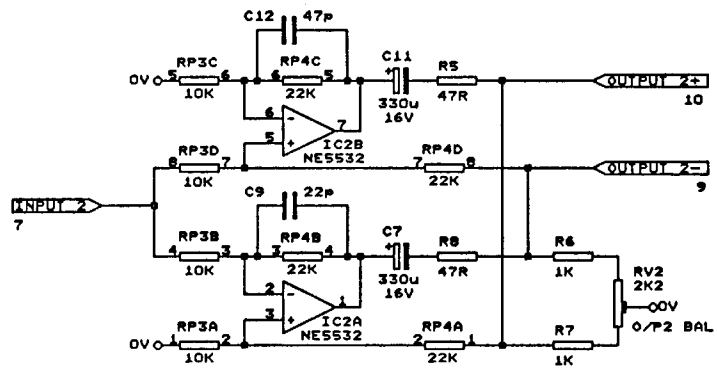 C12 47p
RP3C RP4C C11 R5
0V 5 6 6 5 + OUTPUT 2+
10K 22K 330u 47R 10
16V
6 - 7
5 + IC2B
RP3D NE5532 RP4D
8 7 7 8 OUTPUT 2-
10K 22K 9
C9 22p
INPUT 2
7
RP3B RP4B C7 R8 R6
4 3 3 4 +
10K 22K 330u 47R 1K RV2
16V 2K2
2 - 1 0V
3 + IC2A O/P2 BAL
RP3A NE5532 RP4A R7
0V 1 2 2 1
10K 22K 1K